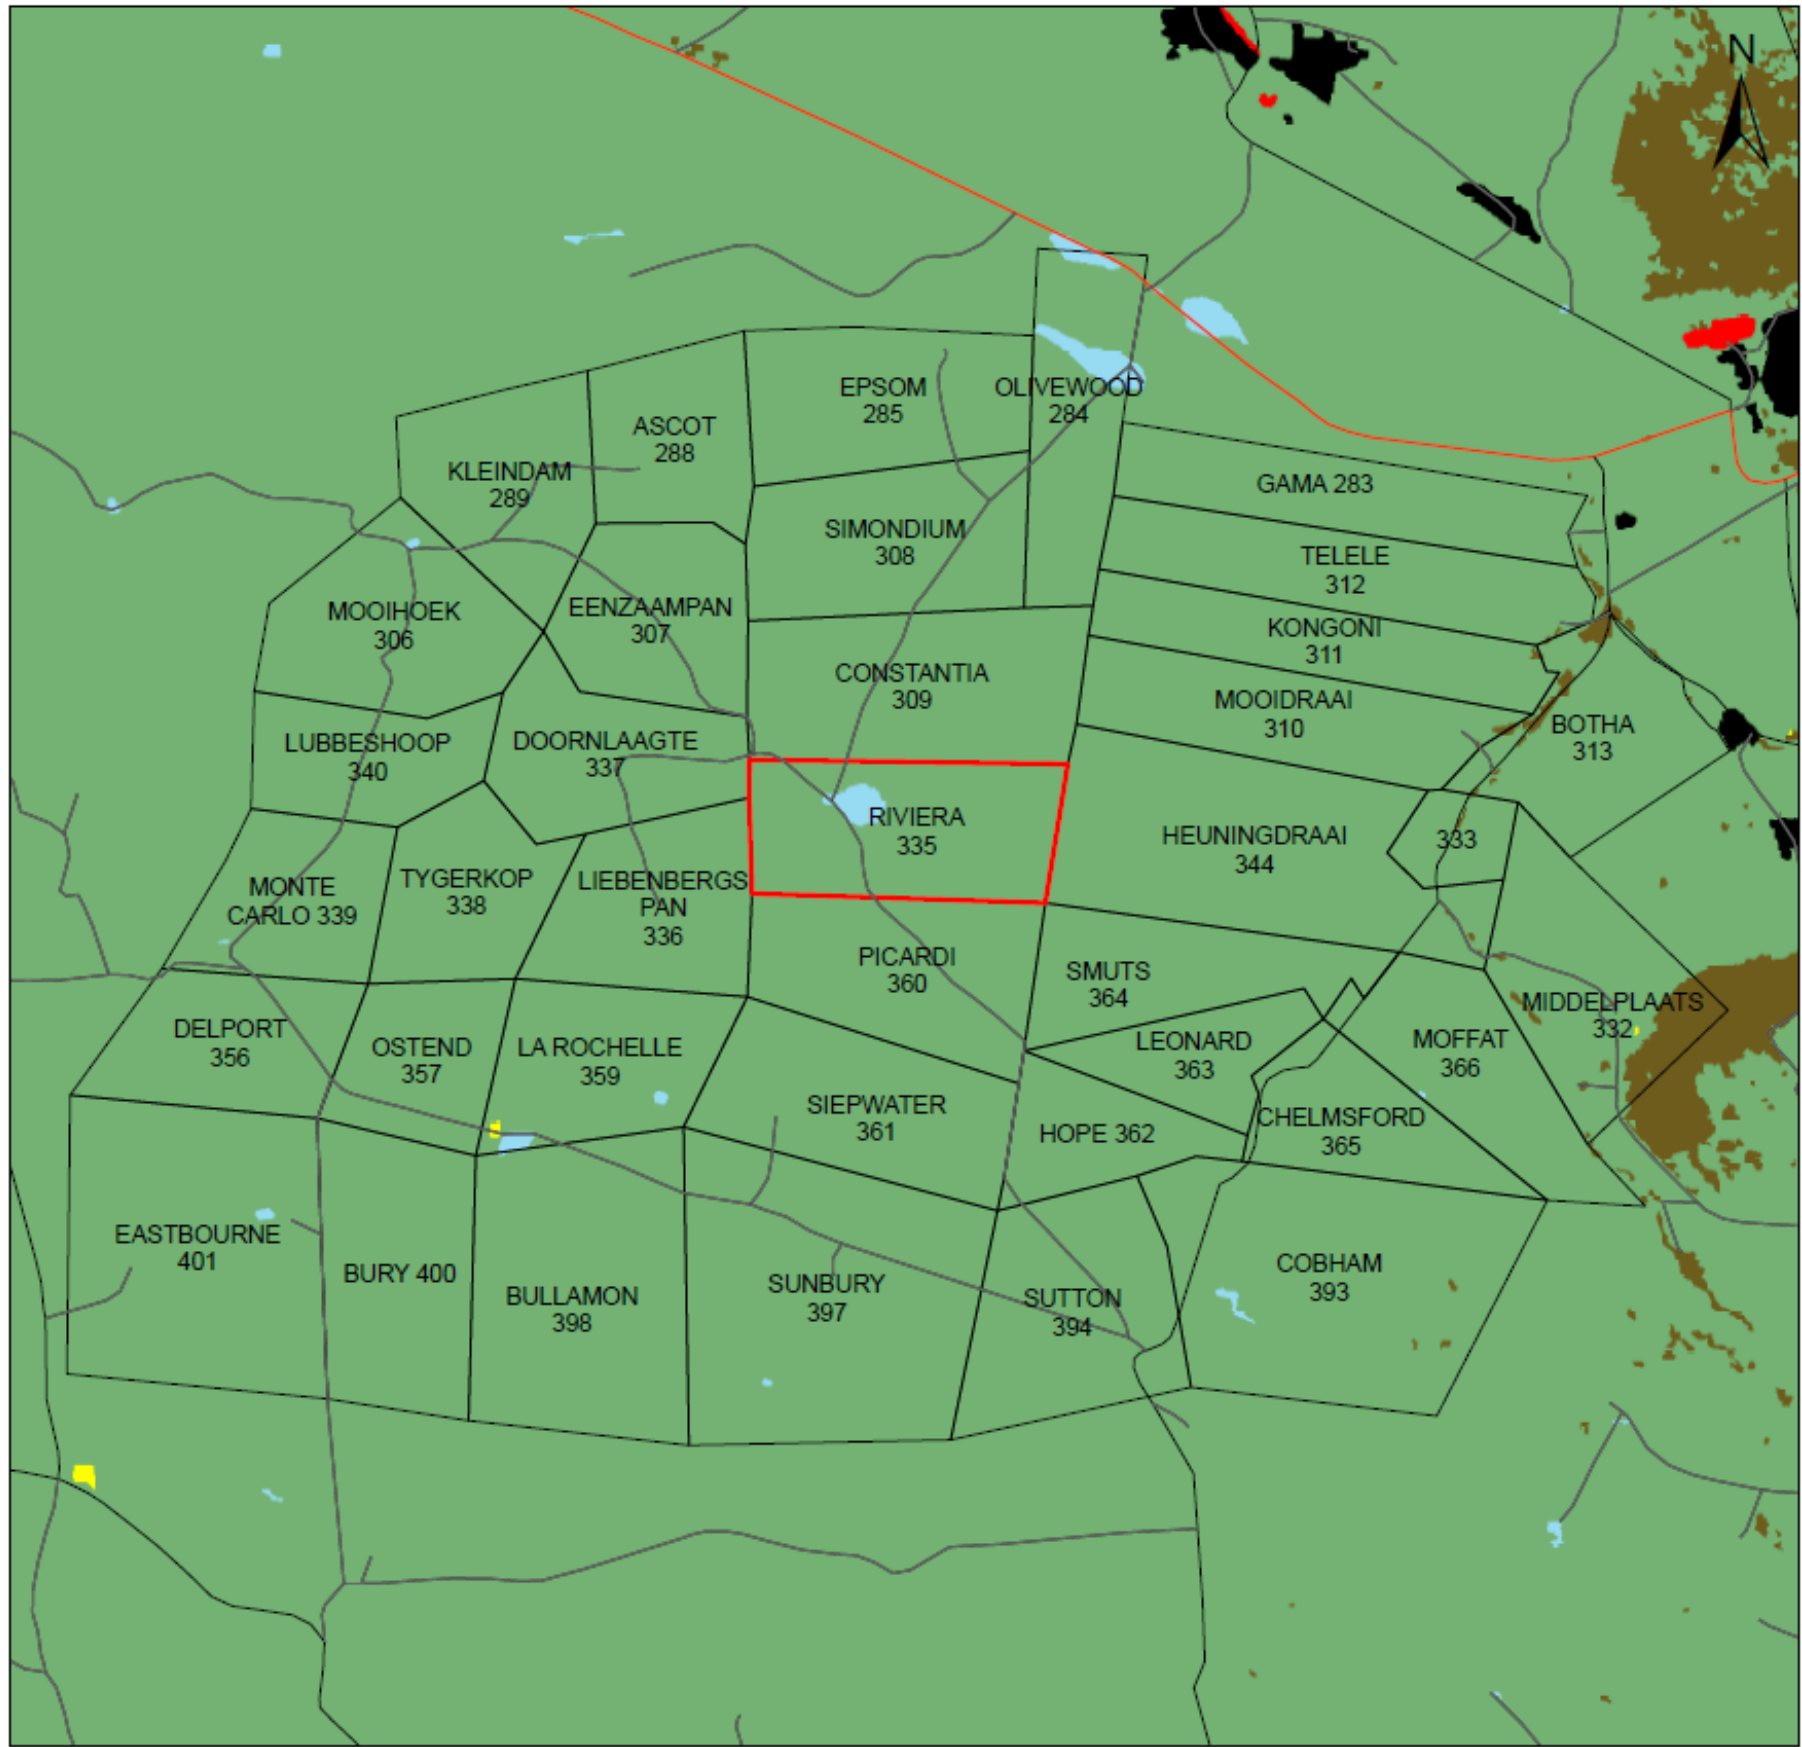 N
EPSOM
285
OLIVEWOOD
284
ASCOT
288
KLEINDAM
289
GAMA 283
SIMONDIUM
308
TELELE
312
MOOIHOEK
306
EENZAAMPAN
307
KONGONI
311
CONSTANTIA
309
MOOIDRAAI
310
BOTHA
313
LUBBESHOOP
340
DOORNLAAGTE
337
RIVIERA
335
HEUNINGDRAAI
344
333
MONTE
CARLO 339
TYGERKOP
338
LIEBENBERGS
PAN
336
PICARDI
360
SMUTS
364
MIDDELPLAATS
332
DELPORT
356
OSTEND
357
LA ROCHELLE
359
LEONARD
363
MOFFAT
366
SIEPWATER
361
HOPE 362
CHELMSFORD
365
EASTBOURNE
401
BURY 400
BULLAMON
398
SUNBURY
397
SUTTON
394
COBHAM
393